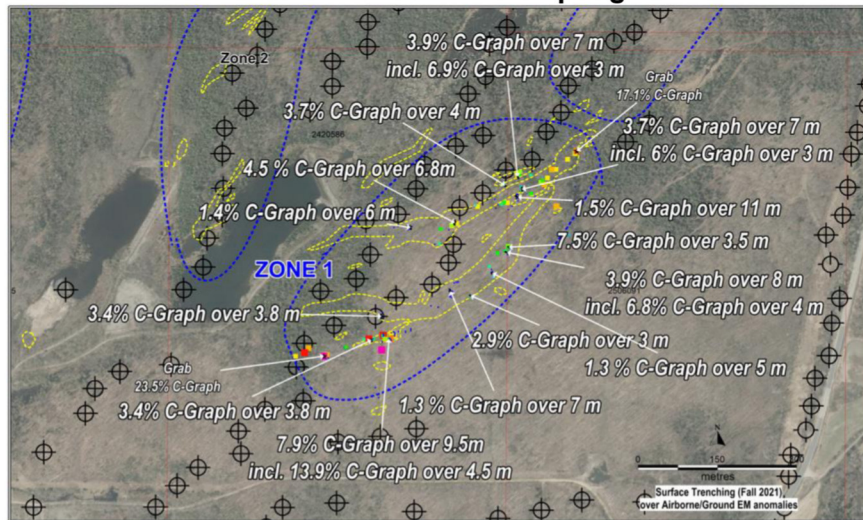 3.9% C-Graph over 7 m
incl. 6.9% C-Graph over 3 m
Zone 2
Grab
17.1% C-Graph
3.7% C-Graph over 4 m
3.7% C-Graph over 7 m
incl. 6% C-Graph over 3 m
2420586
4.5 % C-Graph over 6.8m
1.4% C-Graph over 6 m
1.5% C-Graph over 11 m
7.5% C-Graph over 3.5 m
ZONE 1
3.9% C-Graph over 8 m
incl. 6.8% C-Graph over 4 m
3.4% C-Graph over 3.8 m
2.9% C-Graph over 3 m
1.3 % C-Graph over 5 m
Grab
23.5% C-Graph
3.4% C-Graph over 3.8 m
1.3 % C-Graph over 7 m
7.9% C-Graph over 9.5m
incl. 13.9% C-Graph over 4.5 m
N
0
100
metres
Surface Trenching (Fall 2021)
over Airborne/Ground EM anomalies